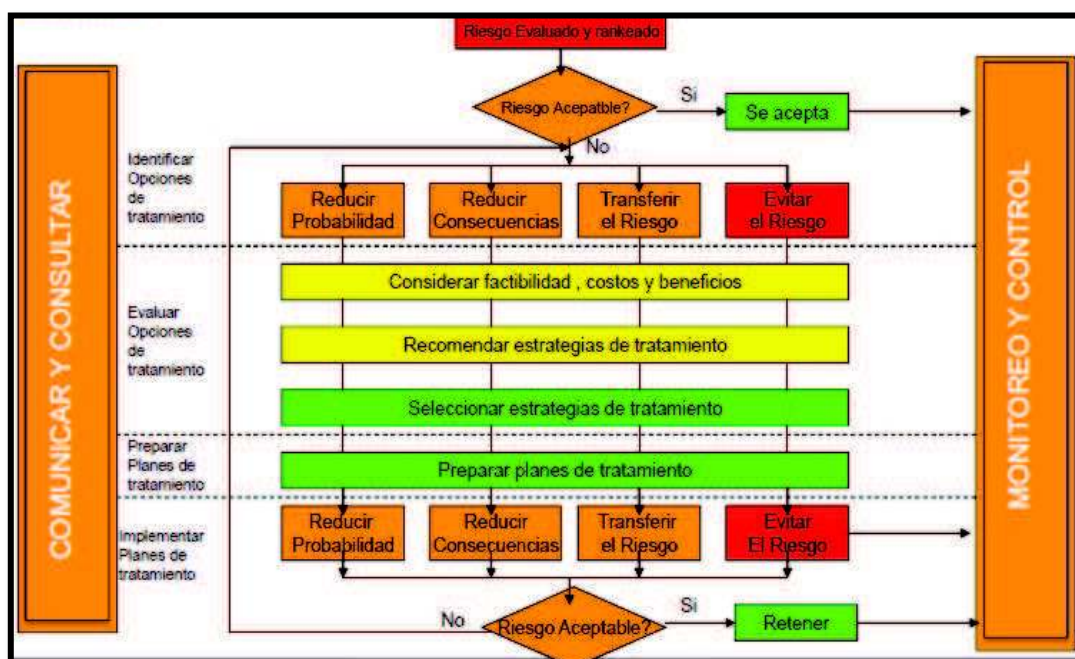 Riesgo Evaluado y rankeado
Riesgo Acepatble?
Si
Se acepta
No
COMUNICAR Y CONSULTAR
MONITOREO Y CONTROL
Identificar
Opciones
de
tratamiento
Reducir
Probabilidad
Reducir
Consecuencias
Transferir
el Riesgo
Evitar
el Riesgo
Evaluar
Opciones
de
tratamiento
Considerar factibilidad , costos y beneficios
Recomendar estrategias de tratamiento
Seleccionar estrategias de tratamiento
Preparar
Planes de
tratamiento
Preparar planes de tratamiento
Implementar
Planes de
tratamiento
Reducir
Probabilidad
Reducir
Consecuencias
Transferir
el Riesgo
Evitar
El Riesgo
No
Riesgo Aceptable?
Si
Retener